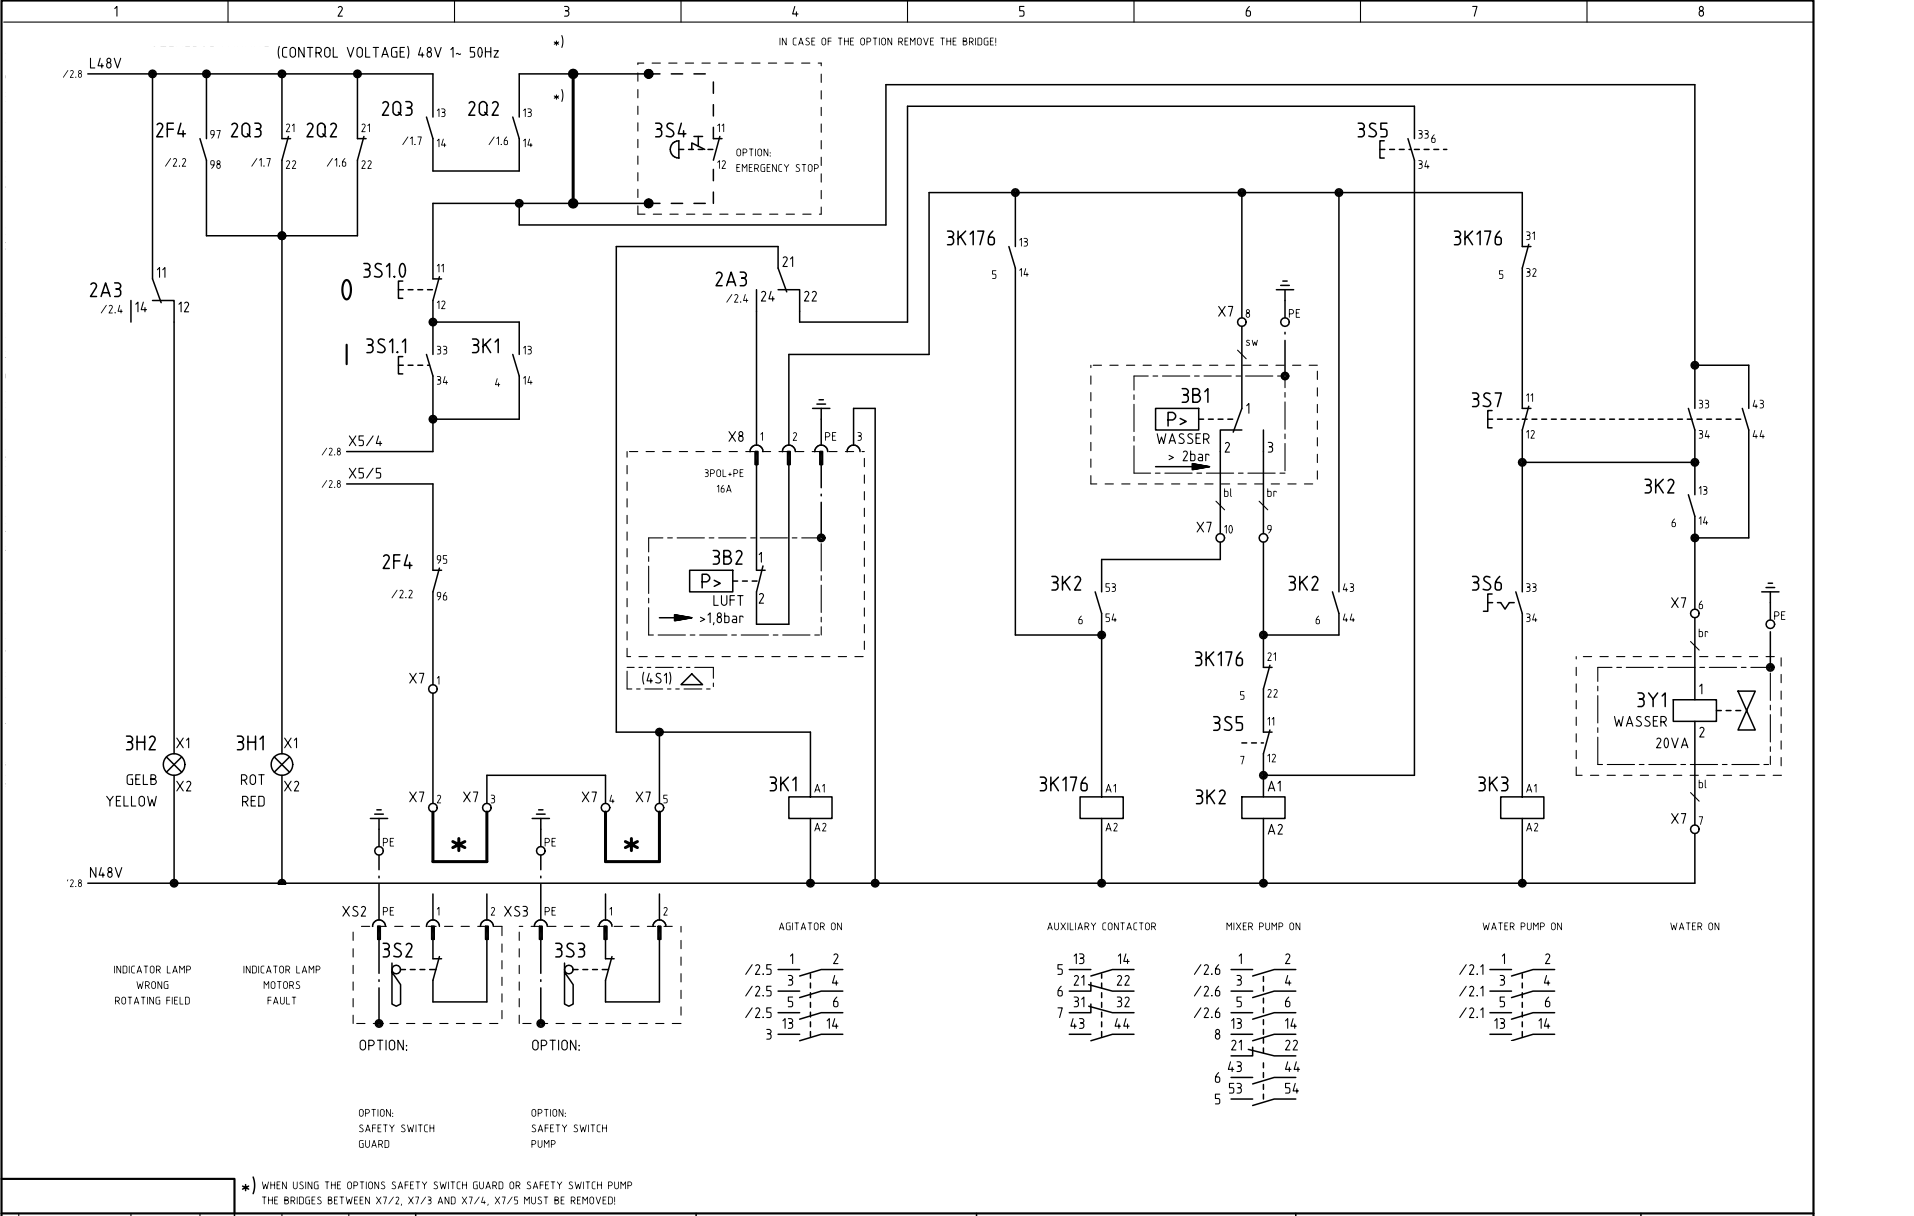 1 2 3 4 5 6 7 8
(CONTROL VOLTAGE) 48V 1~ 50Hz
*)
IN CASE OF THE OPTION REMOVE THE BRIDGE!
/2.8 L48V
*)
2F4 97 98 /2.2
2Q3 21 22 /1.7
2Q2 21 22 /1.6
2Q3 13 14 /1.7
2Q2 13 14 /1.6
3S4 11 12
OPTION:
EMERGENCY STOP
3S5 33 6 34
2A3 11 14 12 /2.4
0 3S1.0 11 12
I 3S1.1 33 34
3K1 13 14 4
X5/4 /2.8
X5/5 /2.8
2F4 95 96 /2.2
X7 1
2A3 21 24 22 /2.4
X8 1 2 PE 3
3POL+PE
16A
3B2 1 2
P>
LUFT
>1,8bar
(4S1)
3K176 13 14 5
X7 8 PE
sw
3B1 1
P>
WASSER 2 3
> 2bar
bl br
X7 10 9
3K2 53 54 6
3K2 43 44 6
3K176 21 22 5
3S5 11 12 7
3K176 31 32 5
3S7 11 12 33 34 43 44
3K2 13 14 6
3S6 33 34
X7 6 PE
br
3Y1 1 2
WASSER
20VA
bl
X7 7
3H2 X1 X2
GELB
YELLOW
3H1 X1 X2
ROT
RED
X7 2 X7 3 X7 4 X7 5
* *
PE PE
3K1 A1 A2
3K176 A1 A2
3K2 A1 A2
3K3 A1 A2
'2.8 N48V
XS2 PE 1 2
XS3 PE 1 2
3S2 3S3
INDICATOR LAMP
WRONG
ROTATING FIELD
INDICATOR LAMP
MOTORS
FAULT
OPTION:
OPTION:
AGITATOR ON
/2.5 1 2
/2.5 3 4
/2.5 5 6
3 13 14
AUXILIARY CONTACTOR
5 13 14
6 21 22
7 31 32
43 44
MIXER PUMP ON
/2.6 1 2
/2.6 3 4
/2.6 5 6
8 13 14
21 22
6 43 44
5 53 54
WATER PUMP ON
/2.1 1 2
/2.1 3 4
/2.1 5 6
13 14
WATER ON
OPTION:
SAFETY SWITCH
GUARD
OPTION:
SAFETY SWITCH
PUMP
*) WHEN USING THE OPTIONS SAFETY SWITCH GUARD OR SAFETY SWITCH PUMP
THE BRIDGES BETWEEN X7/2, X7/3 AND X7/4, X7/5 MUST BE REMOVED!